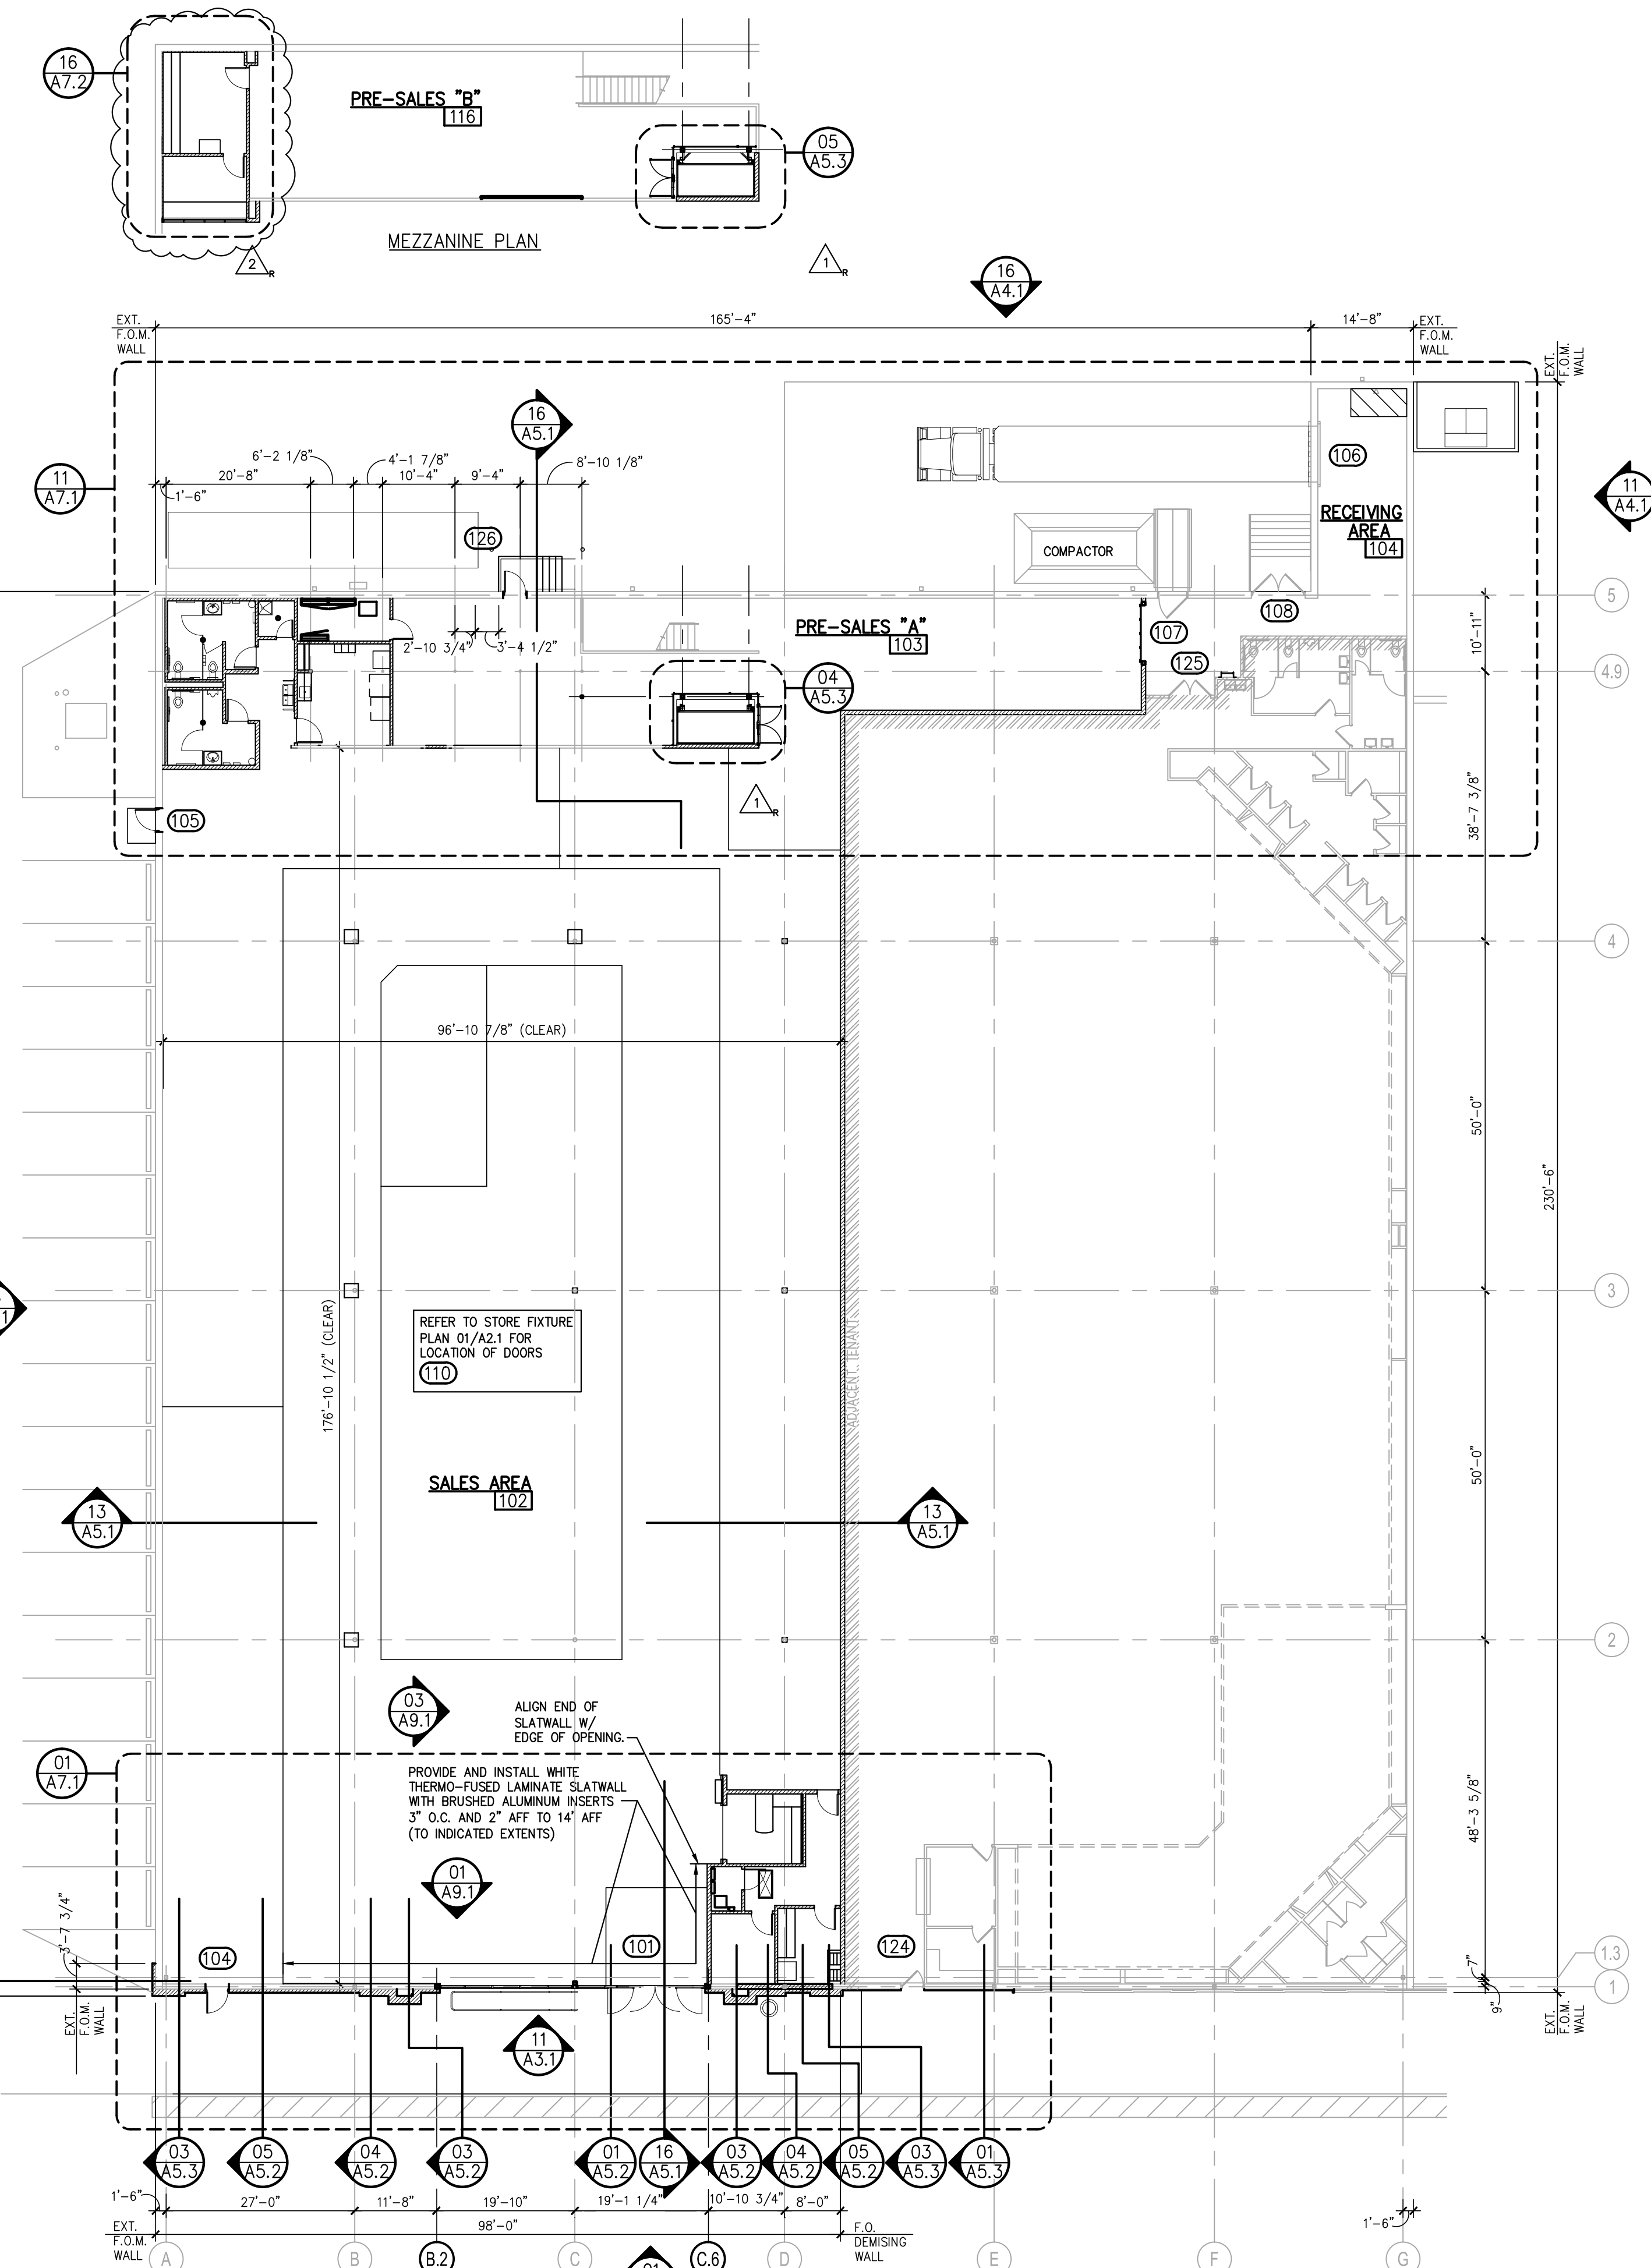 16
A7.2
PRE-SALES "B"
116
05
A5.3
MEZZANINE PLAN
2
R
1
R
16
A4.1
EXT.
F.O.M.
WALL
165'-4"
14'-8"
EXT.
F.O.M.
WALL
EXT.
F.O.M.
WALL
16
A5.1
11
A7.1
6'-2 1/8"
4'-1 7/8"
8'-10 1/8"
20'-8"
10'-4"
9'-4"
1'-6"
106
11
A4.1
RECEIVING
AREA
104
126
COMPACTOR
108
5
PRE-SALES "A"
103
107
2'-10 3/4"
3'-4 1/2"
125
10'-11"
4.9
04
A5.3
1
R
105
38'-7 3/8"
4
96'-10 7/8" (CLEAR)
50'-0"
230'-6"
3
176'-10 1/2" (CLEAR)
REFER TO STORE FIXTURE
PLAN 01/A2.1 FOR
LOCATION OF DOORS
110
ADJACENT TENANT
50'-0"
SALES AREA
102
13
A5.1
13
A5.1
2
03
A9.1
ALIGN END OF
SLATWALL W/
EDGE OF OPENING.
01
A7.1
PROVIDE AND INSTALL WHITE
THERMO-FUSED LAMINATE SLATWALL
WITH BRUSHED ALUMINUM INSERTS
3" O.C. AND 2" AFF TO 14' AFF
(TO INDICATED EXTENTS)
48'-3 5/8"
01
A9.1
3'-7 3/4"
104
101
124
7"
1.3
1
9"
EXT.
F.O.M.
WALL
EXT.
F.O.M.
WALL
11
A3.1
03
A5.3
05
A5.2
04
A5.2
03
A5.2
01
A5.2
16
A5.1
03
A5.2
04
A5.2
05
A5.2
03
A5.3
01
A5.3
1'-6"
27'-0"
11'-8"
19'-10"
19'-1 1/4"
10'-10 3/4"
8'-0"
1'-6"
EXT.
F.O.M.
WALL
98'-0"
F.O.
DEMISING
WALL
A
B
B.2
C
C.6
D
E
F
G